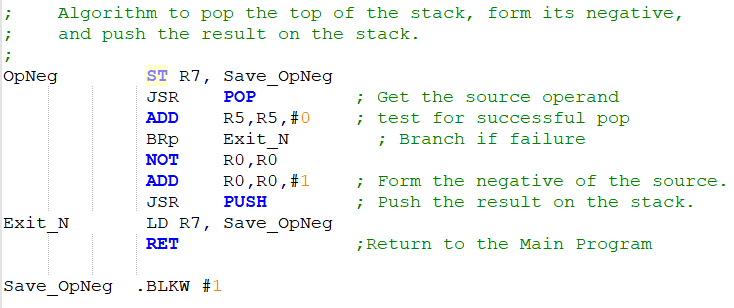 ;    Algorithm to pop the top of the stack, form its negative,
;    and push the result on the stack.
;
OpNeg        ST R7, Save_OpNeg
             JSR    POP         ; Get the source operand
             ADD    R5,R5,#0    ; test for successful pop
             BRp    Exit_N        ; Branch if failure
             NOT    R0,R0
             ADD    R0,R0,#1    ; Form the negative of the source.
             JSR    PUSH        ; Push the result on the stack.
Exit_N       LD R7, Save_OpNeg
             RET                ;Return to the Main Program
Save_OpNeg  .BLKW #1